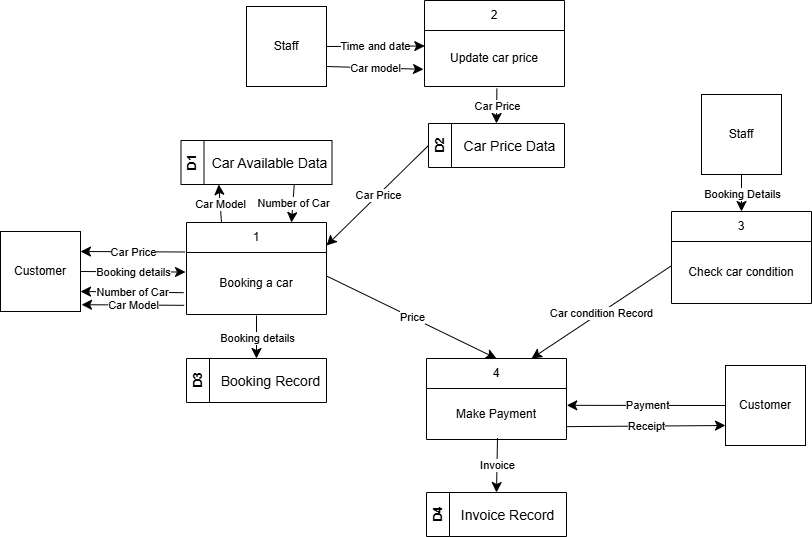 2
Staff
Time and date
Update car price
Car model
Car Price
Staff
D2
Car Price Data
D1
Car Available Data
Booking Details
Car Price
Car Model
Number of Car
3
1
Customer
Car Price
Booking details
Booking a car
Check car condition
Number of Car
Car Model
Price
Car condition Record
Booking details
4
D3
Booking Record
Make Payment
Payment
Customer
Receipt
Invoice
D4
Invoice Record